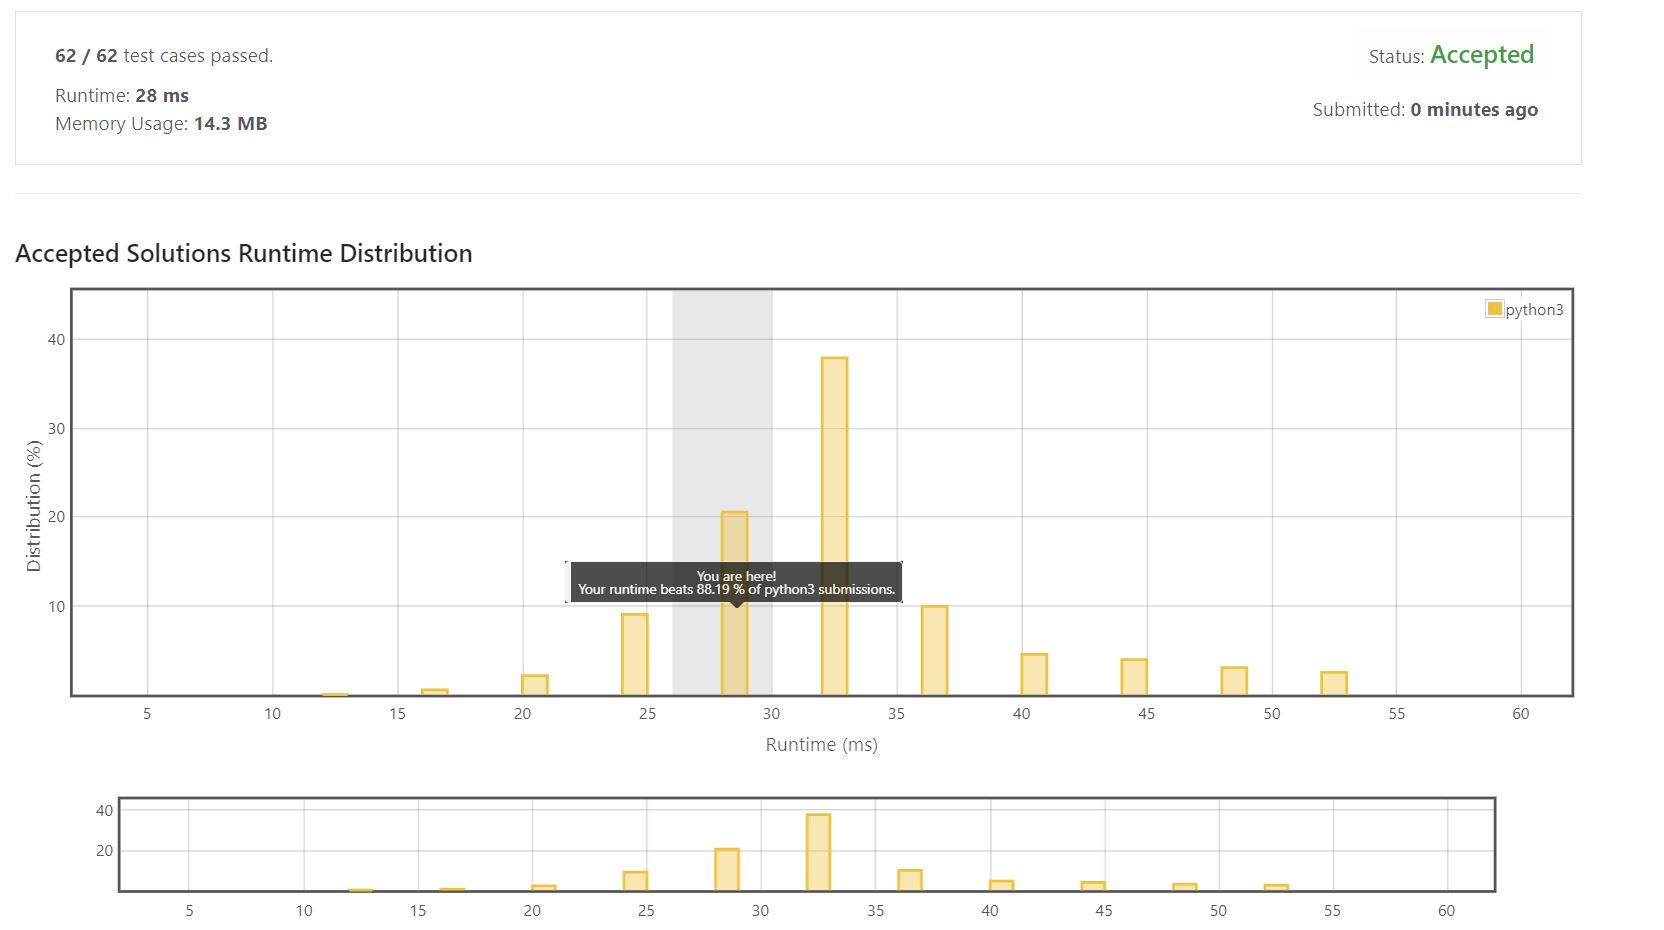 62 / 62 test cases passed.
Status: Accepted
Runtime: 28 ms
Submitted: 0 minutes ago
Memory Usage: 14.3 MB
Accepted Solutions Runtime Distribution
python3
Distribution (%)
40
30
20
10
You are here!
Your runtime beats 88.19 % of python3 submissions.
5 10 15 20 25 30 35 40 45 50 55 60
Runtime (ms)
40
20
5 10 15 20 25 30 35 40 45 50 55 60